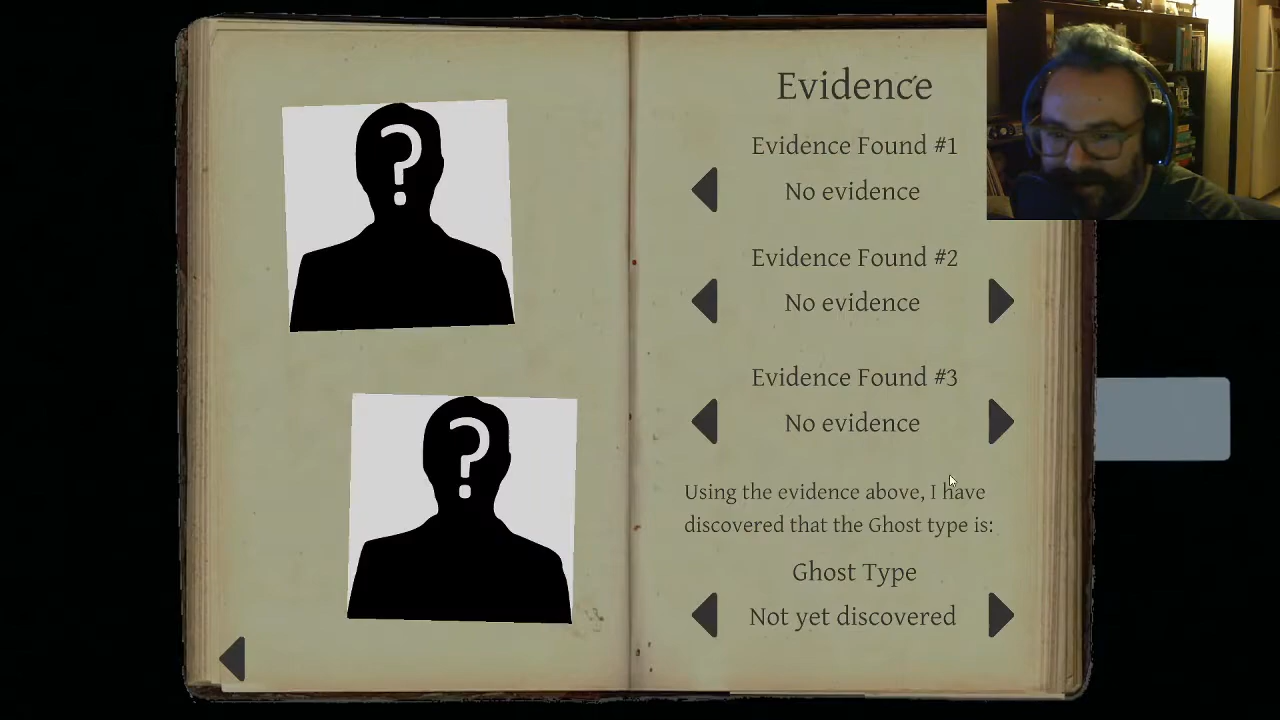 Evidence
Evidence Found #1
No evidence
Evidence Found #2
No evidence
Evidence Found #3
No evidence
Using the evidence above, I have
discovered that the Ghost type is:
Ghost Type
Not yet discovered
?
?